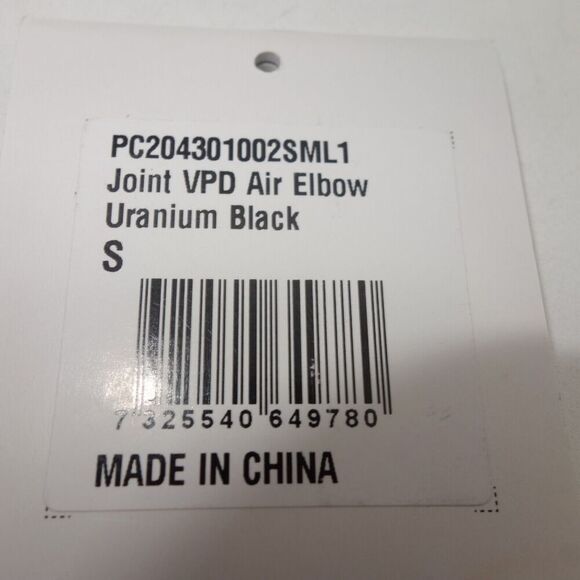 PC204301002SML1
Joint VPD Air Elbow
Uranium Black
S
7 325540 649780
MADE IN CHINA